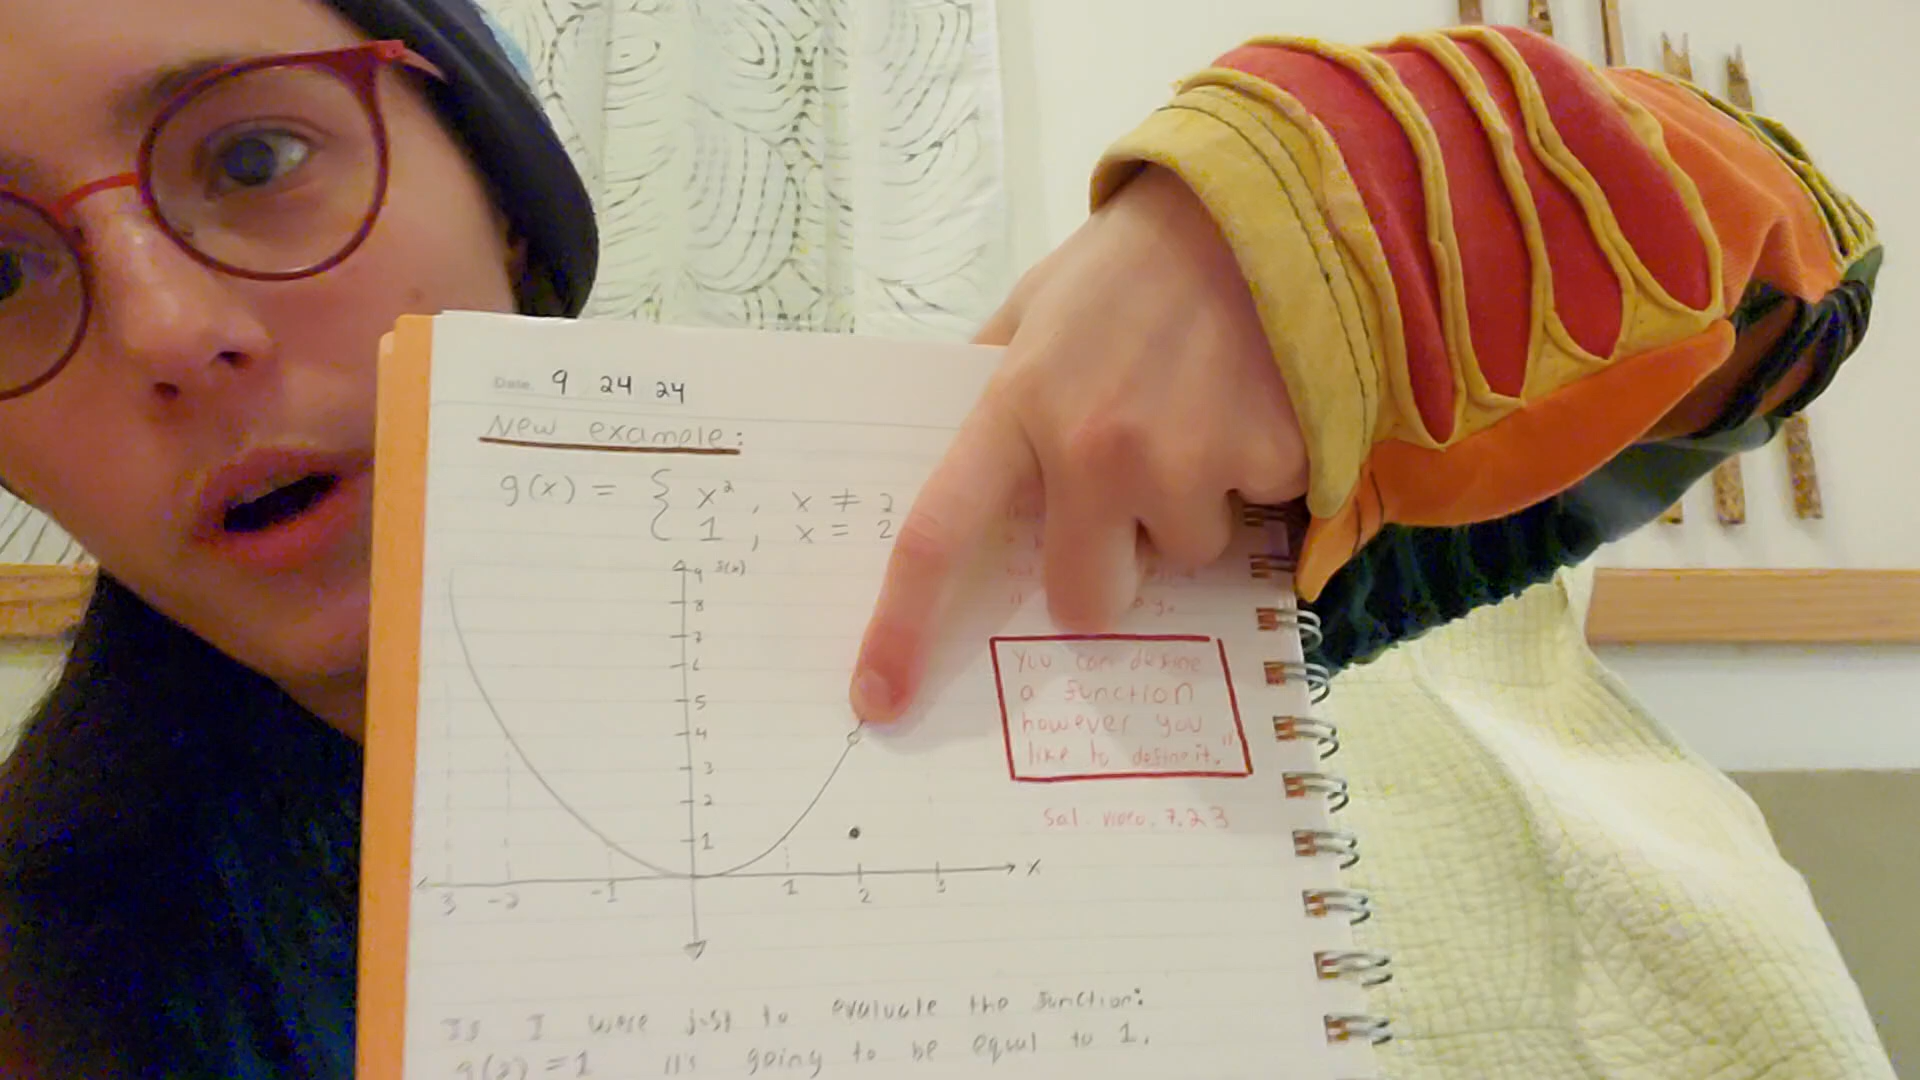 Date. 9 24 24
New example:
g(x) = { x², x ≠ 2
1, x = 2
9 f(x)
8
7
6
5
4
3
2
1
3 -2 -1 1 2 3 x
You can define
a function
however you
like to define it."
Sal. video. 7.23
If I were just to evaluate the function:
g(2) = 1 it's going to be equal to 1.